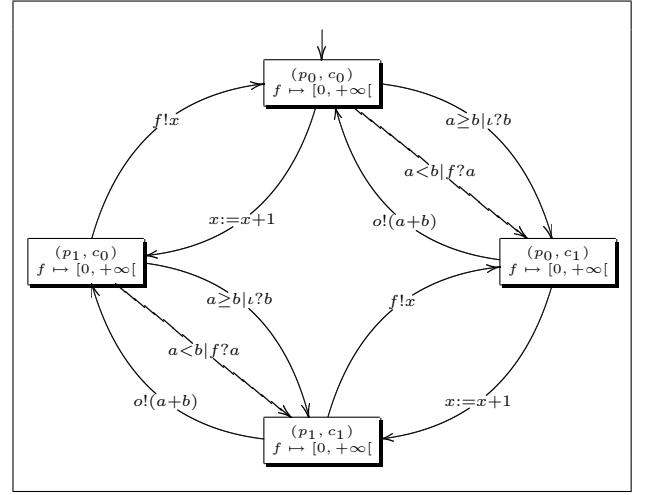 (p₀, c₀)
f ↦ [0, +∞[
f!x
a≥b|ι?b
a<b|f?a
x:=x+1
o!(a+b)
(p₁, c₀)
f ↦ [0, +∞[
(p₀, c₁)
f ↦ [0, +∞[
a≥b|ι?b
f!x
a<b|f?a
o!(a+b)
x:=x+1
(p₁, c₁)
f ↦ [0, +∞[